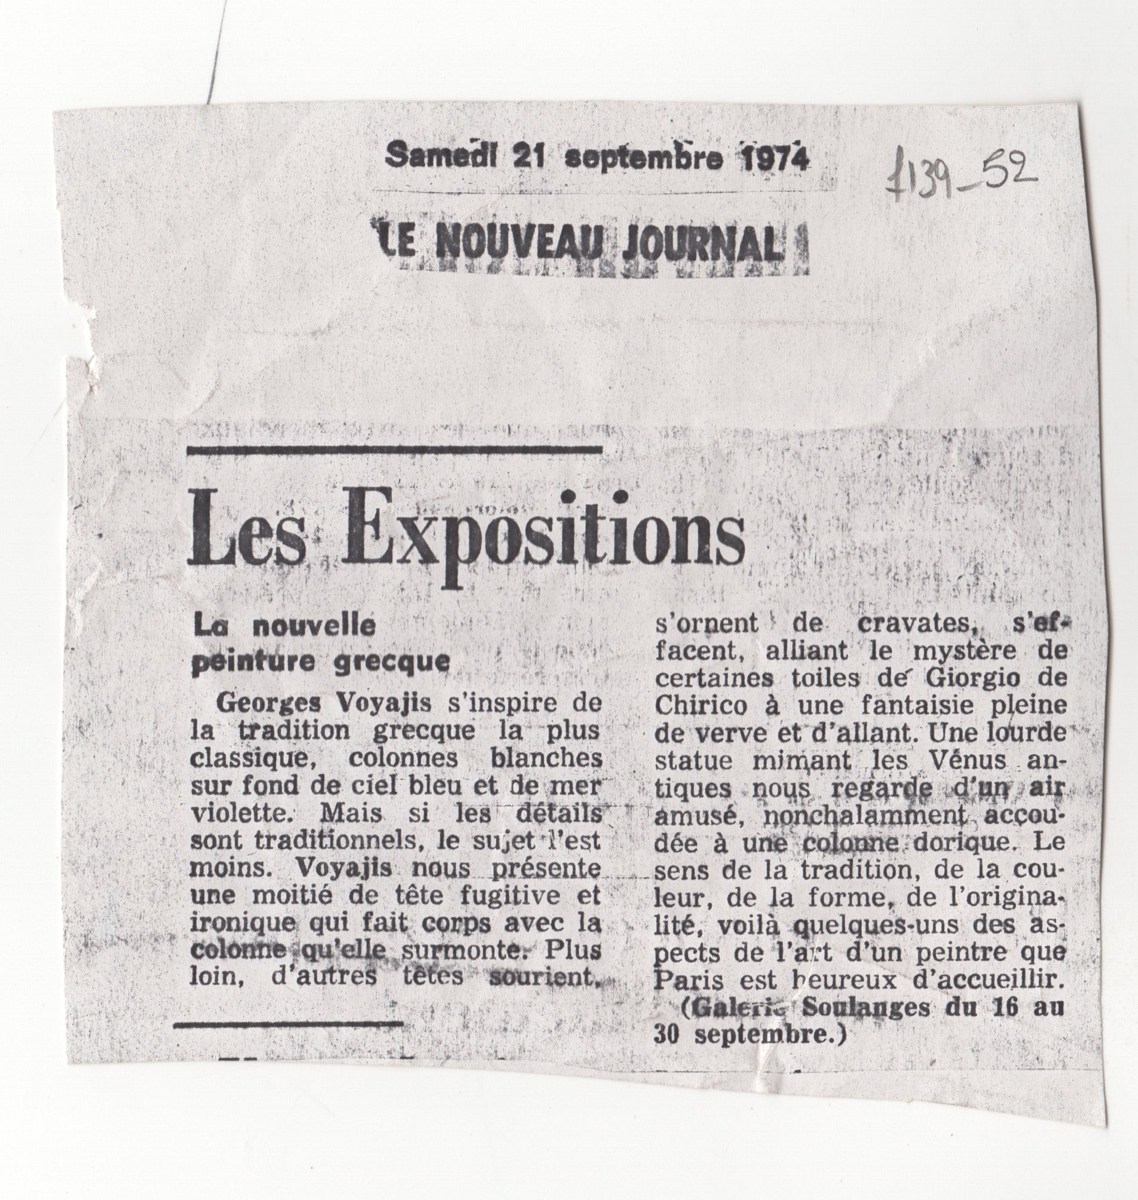 Samedi 21 septembre 1974
1139-52
LE NOUVEAU JOURNAL
Les Expositions
La nouvelle
peinture grecque
Georges Voyajis s'inspire de
la tradition grecque la plus
classique, colonnes blanches
sur fond de ciel bleu et de mer
violette. Mais si les détails
sont traditionnels, le sujet l'est
moins. Voyajis nous présente
une moitié de tête fugitive et
ironique qui fait corps avec la
colonne qu'elle surmonte. Plus
loin, d'autres têtes sourient,
s'ornent de cravates, s'ef-
facent, alliant le mystère de
certaines toiles de Giorgio de
Chirico à une fantaisie pleine
de verve et d'allant. Une lourde
statue mimant les Vénus an-
tiques nous regarde d'un air
amusé, nonchalamment accou-
dée à une colonne dorique. Le
sens de la tradition, de la cou-
leur, de la forme, de l'origina-
lité, voilà quelques-uns des as-
pects de l'art d'un peintre que
Paris est heureux d'accueillir.
(Galerie Soulanges du 16 au
30 septembre.)